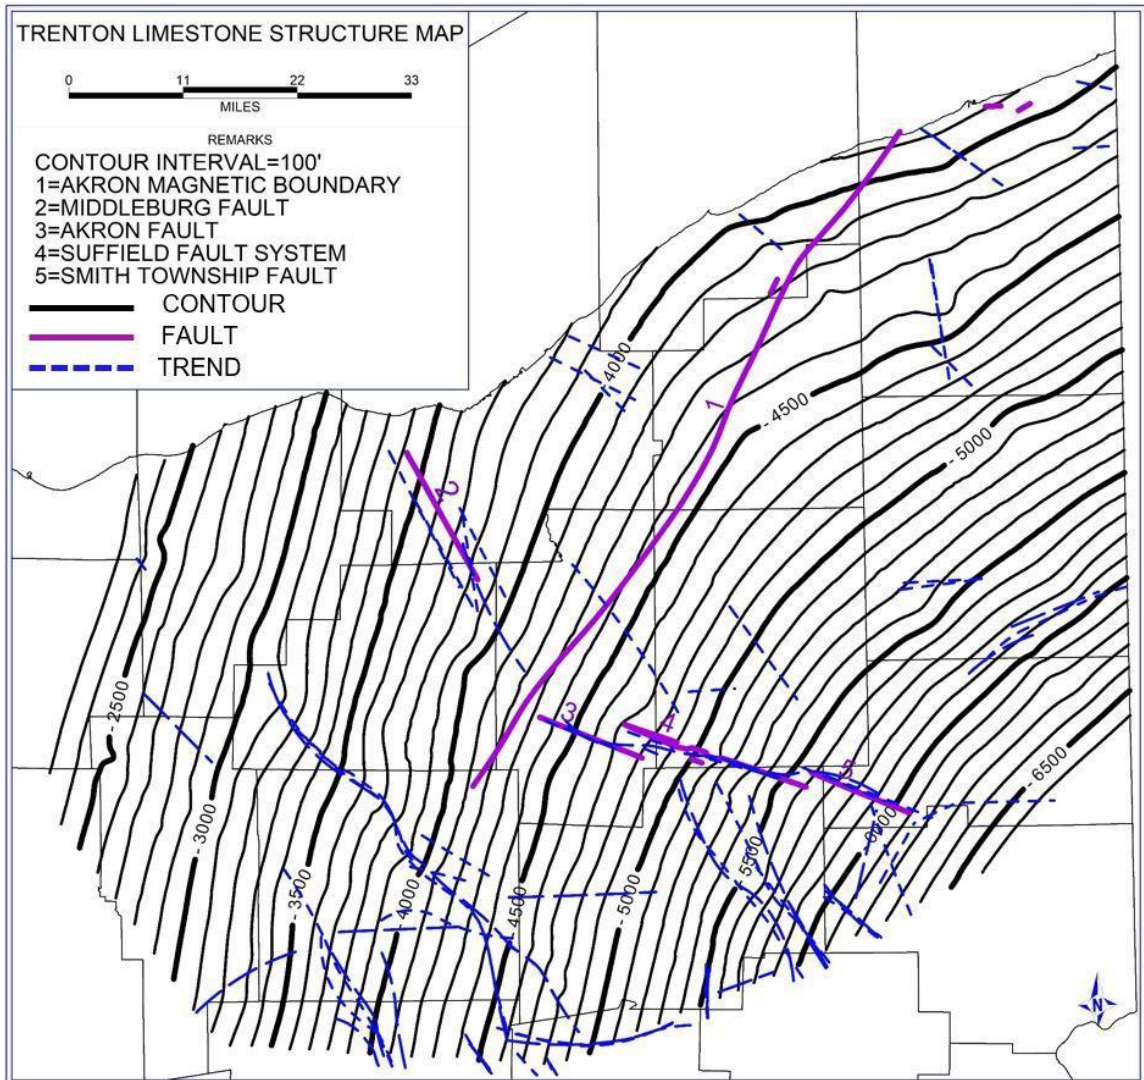 TRENTON LIMESTONE STRUCTURE MAP
0 11 22 33
MILES
REMARKS
CONTOUR INTERVAL=100'
1=AKRON MAGNETIC BOUNDARY
2=MIDDLEBURG FAULT
3=AKRON FAULT
4=SUFFIELD FAULT SYSTEM
5=SMITH TOWNSHIP FAULT
CONTOUR
FAULT
TREND
-4000
1
-4500
-5000
2
-2500
3
4
-6500
-3000
-6000
5500
-3500
-4000
-4500
-5000
N